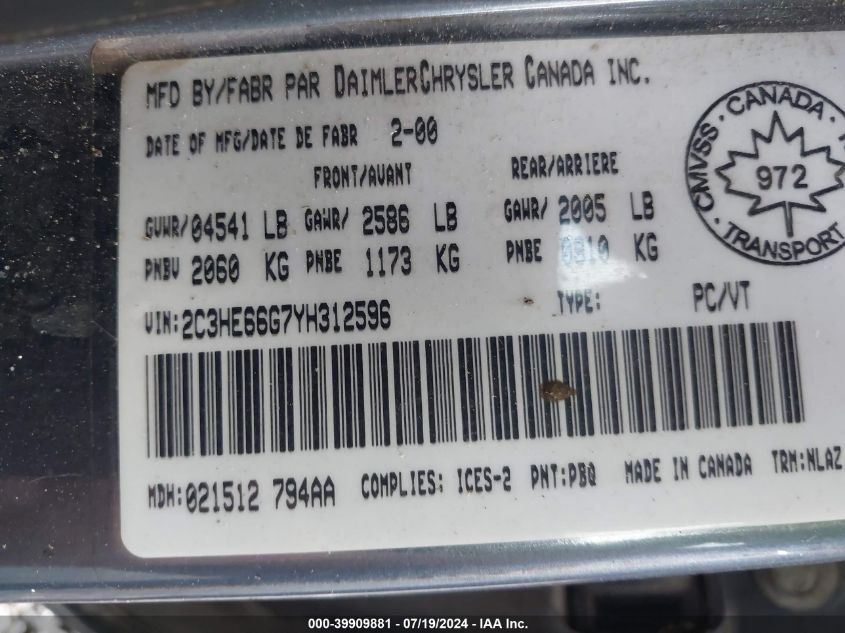 MFD BY/FABR PAR DAIMLERCHRYSLER CANADA INC.
DATE OF MFG/DATE DE FABR 2-00
FRONT/AVANT REAR/ARRIERE
GVWR/04541 LB GAWR/ 2586 LB GAWR/ 2005 LB
PNBV 2060 KG PNBE 1173 KG PNBE 0910 KG
VIN:2C3HE66G7YH312596 TYPE: PC/VT
MDH:021512 794AA COMPLIES: ICES-2 PNT:PBQ MADE IN CANADA TRM:NLAZ
CMVSS · CANADA ·
972
· TRANSPORT
000-39909881 / 07/19/2024 - IAA Inc.